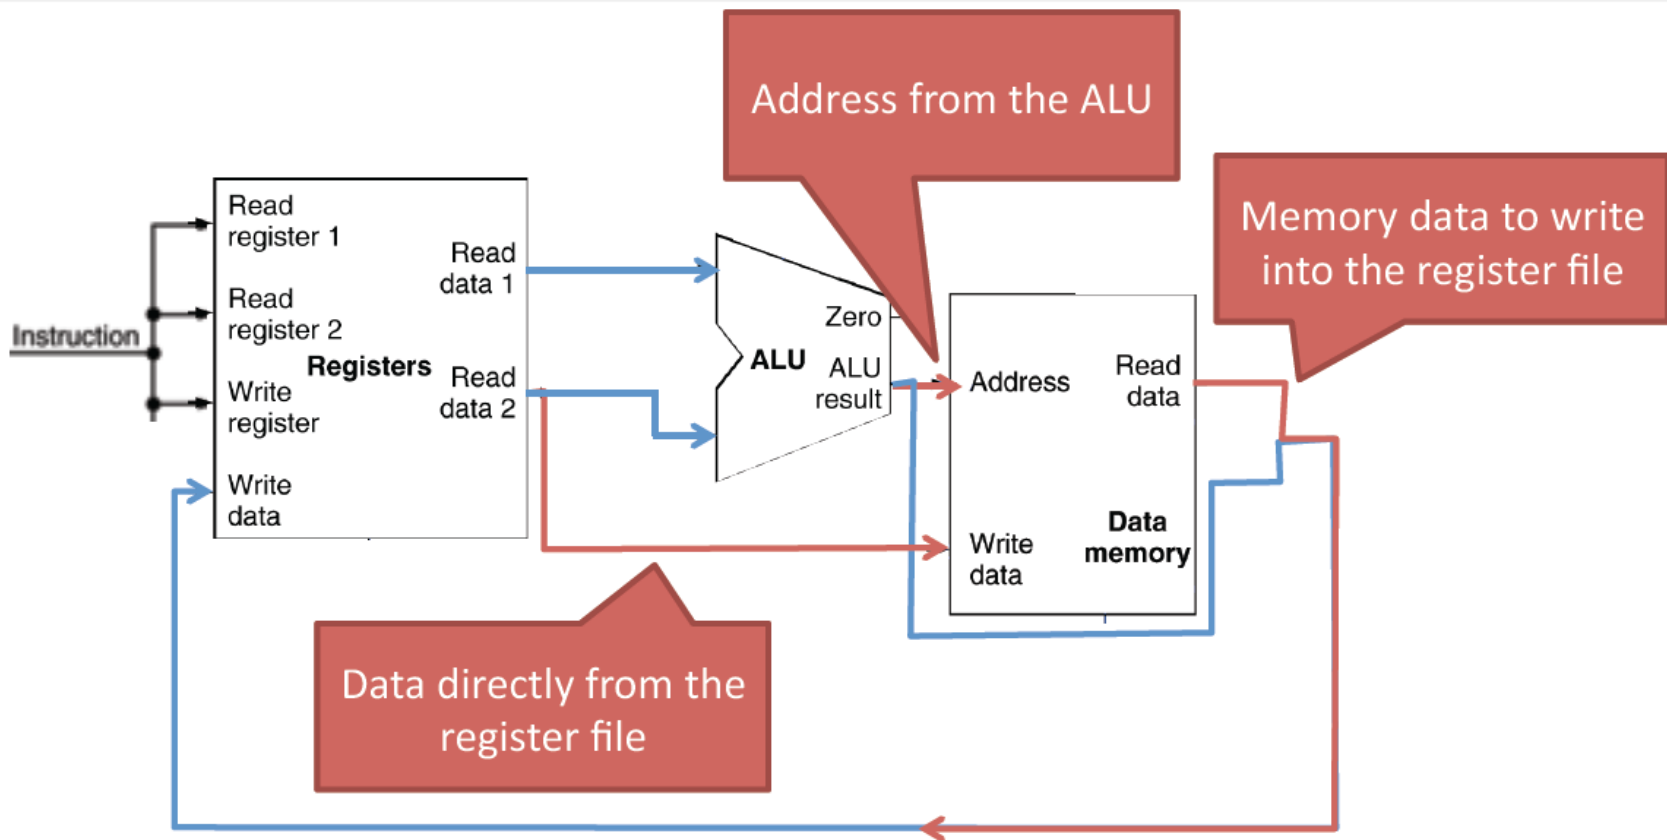 Address from the ALU
Memory data to write
into the register file
Instruction
Read
register 1
Read
register 2
Write
register
Write
data
Registers
Read
data 1
Read
data 2
ALU
Zero
ALU
result
Address
Write
data
Read
data
Data
memory
Data directly from the
register file